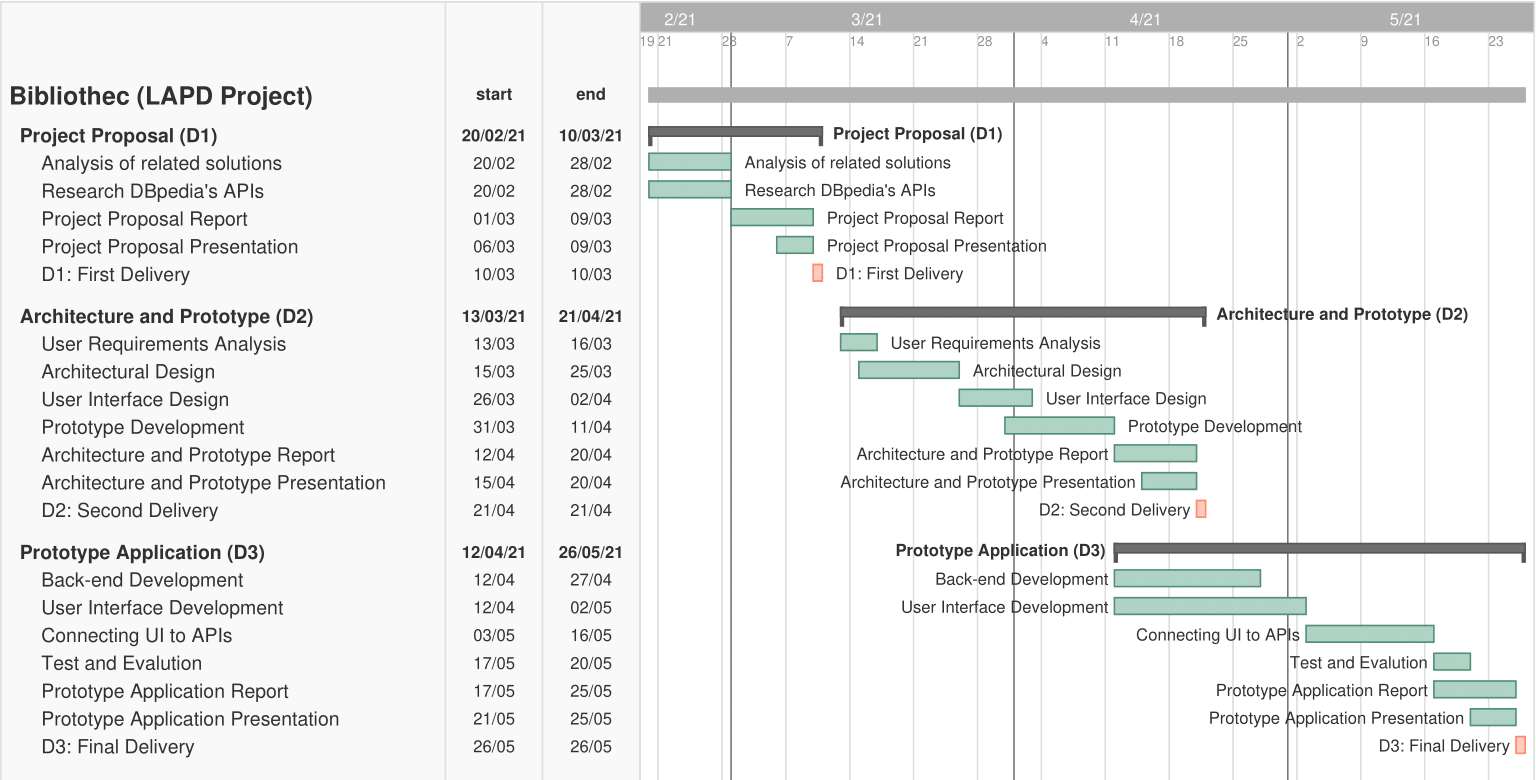 2/21 3/21 4/21 5/21
19 21 28 7 14 21 28 4 11 18 25 2 9 16 23
Bibliothec (LAPD Project) start end
Project Proposal (D1) 20/02/21 10/03/21 Project Proposal (D1)
Analysis of related solutions 20/02 28/02 Analysis of related solutions
Research DBpedia's APIs 20/02 28/02 Research DBpedia's APIs
Project Proposal Report 01/03 09/03 Project Proposal Report
Project Proposal Presentation 06/03 09/03 Project Proposal Presentation
D1: First Delivery 10/03 10/03 D1: First Delivery
Architecture and Prototype (D2) 13/03/21 21/04/21 Architecture and Prototype (D2)
User Requirements Analysis 13/03 16/03 User Requirements Analysis
Architectural Design 15/03 25/03 Architectural Design
User Interface Design 26/03 02/04 User Interface Design
Prototype Development 31/03 11/04 Prototype Development
Architecture and Prototype Report 12/04 20/04 Architecture and Prototype Report
Architecture and Prototype Presentation 15/04 20/04 Architecture and Prototype Presentation
D2: Second Delivery 21/04 21/04 D2: Second Delivery
Prototype Application (D3) 12/04/21 26/05/21 Prototype Application (D3)
Back-end Development 12/04 27/04 Back-end Development
User Interface Development 12/04 02/05 User Interface Development
Connecting UI to APIs 03/05 16/05 Connecting UI to APIs
Test and Evalution 17/05 20/05 Test and Evalution
Prototype Application Report 17/05 25/05 Prototype Application Report
Prototype Application Presentation 21/05 25/05 Prototype Application Presentation
D3: Final Delivery 26/05 26/05 D3: Final Delivery